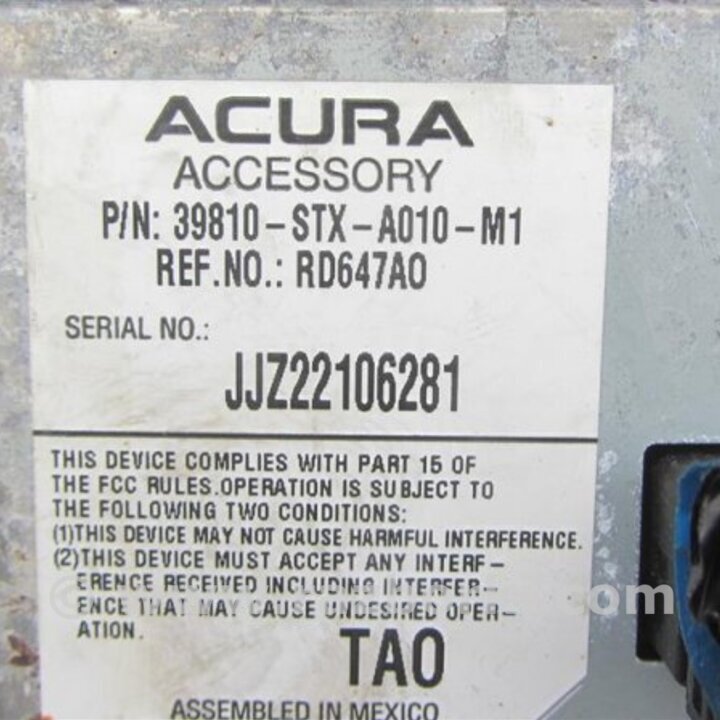 ACURA
ACCESSORY
P/N: 39810-STX-A010-M1
REF.NO.: RD647A0
SERIAL NO.:
JJZ22106281
THIS DEVICE COMPLIES WITH PART 15 OF
THE FCC RULES.OPERATION IS SUBJECT TO
THE FOLLOWING TWO CONDITIONS:
(1)THIS DEVICE MAY NOT CAUSE HARMFUL INTERFERENCE.
(2)THIS DEVICE MUST ACCEPT ANY INTERF-
ERENCE RECEIVED INCLUDING INTERFER-
ENCE THAT MAY CAUSE UNDESIRED OPER-
ATION.
TA0
ASSEMBLED IN MEXICO